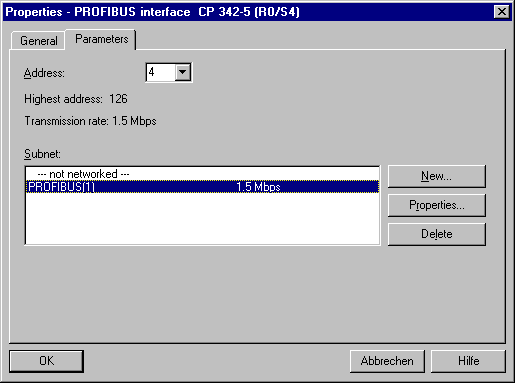 Properties - PROFIBUS interface CP 342-5 (R0/S4)
General Parameters
Address: 4
Highest address: 126
Transmission rate: 1.5 Mbps
Subnet:
--- not networked ---
PROFIBUS(1) 1.5 Mbps
New...
Properties...
Delete
OK Abbrechen Hilfe